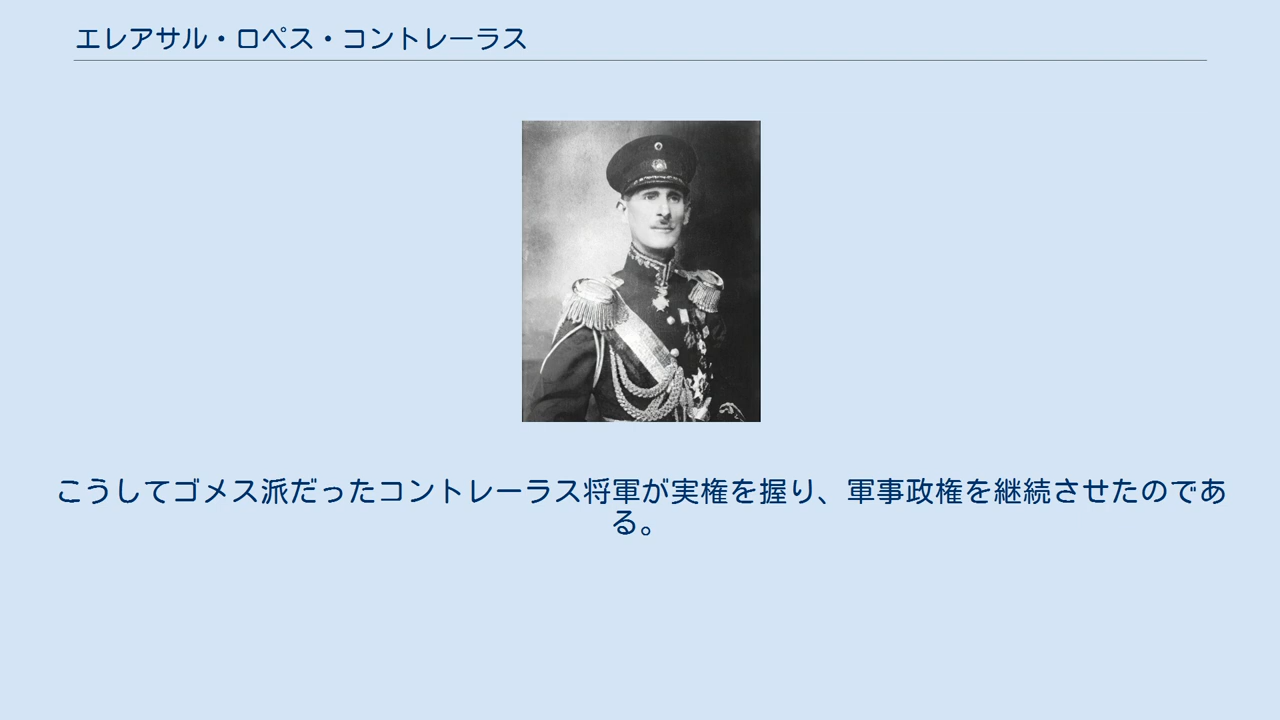 エレアサル・ロペス・コントレーラス
こうしてゴメス派だったコントレーラス将軍が実権を握り、軍事政権を継続させたのであ
る。